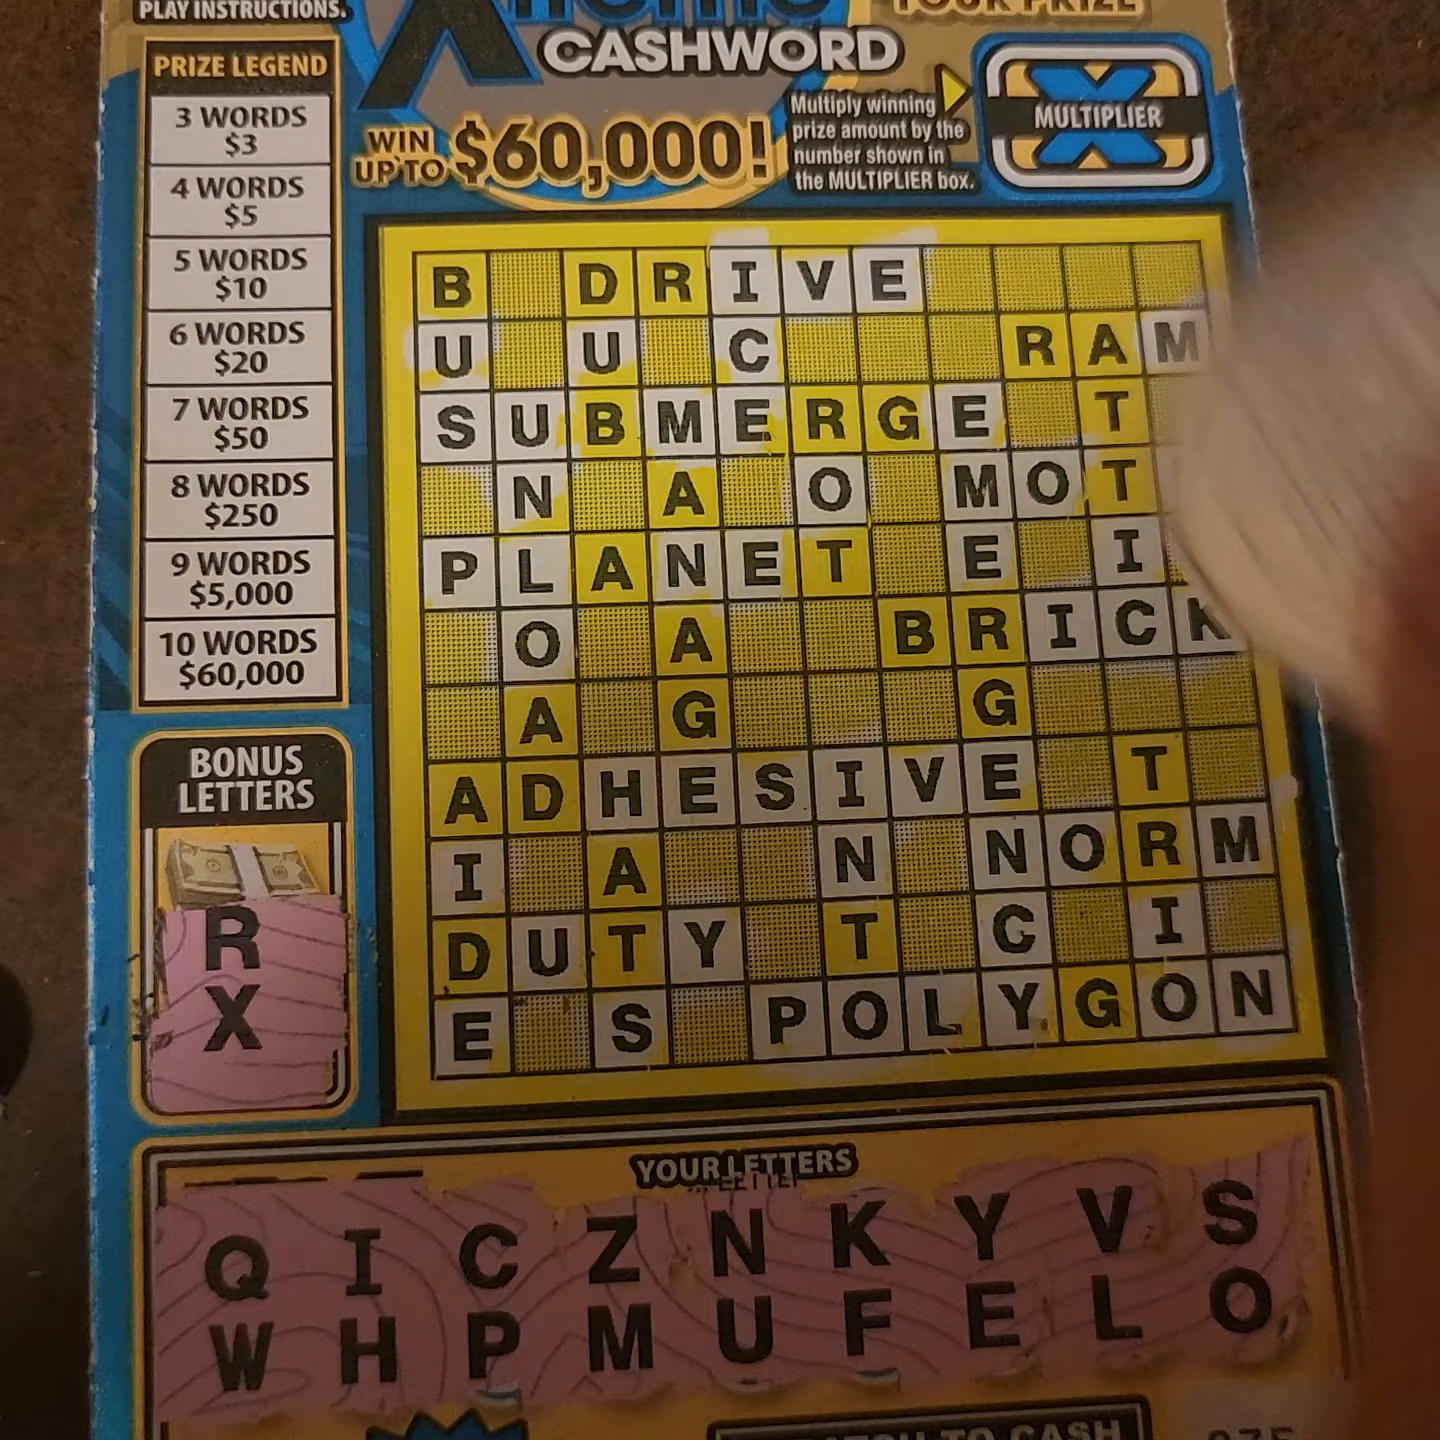 PLAY INSTRUCTIONS.
YOUR PRIZE
CASHWORD
PRIZE LEGEND
3 WORDS
$3
4 WORDS
$5
5 WORDS
$10
6 WORDS
$20
7 WORDS
$50
8 WORDS
$250
9 WORDS
$5,000
10 WORDS
$60,000
WIN
UP TO $60,000!
Multiply winning
prize amount by the
number shown in
the MULTIPLIER box.
X
MULTIPLIER
B D R I V E
U U C R A M
S U B M E R G E T
N A O M O T
P L A N E T E I
O A B R I C K
A G G
A D H E S I V E T
I A N N O R M
D U T Y T C I
E S P O L Y G O N
BONUS
LETTERS
R
X
YOUR LETTERS
Q I C Z N K Y V S
W H P M U F E L O